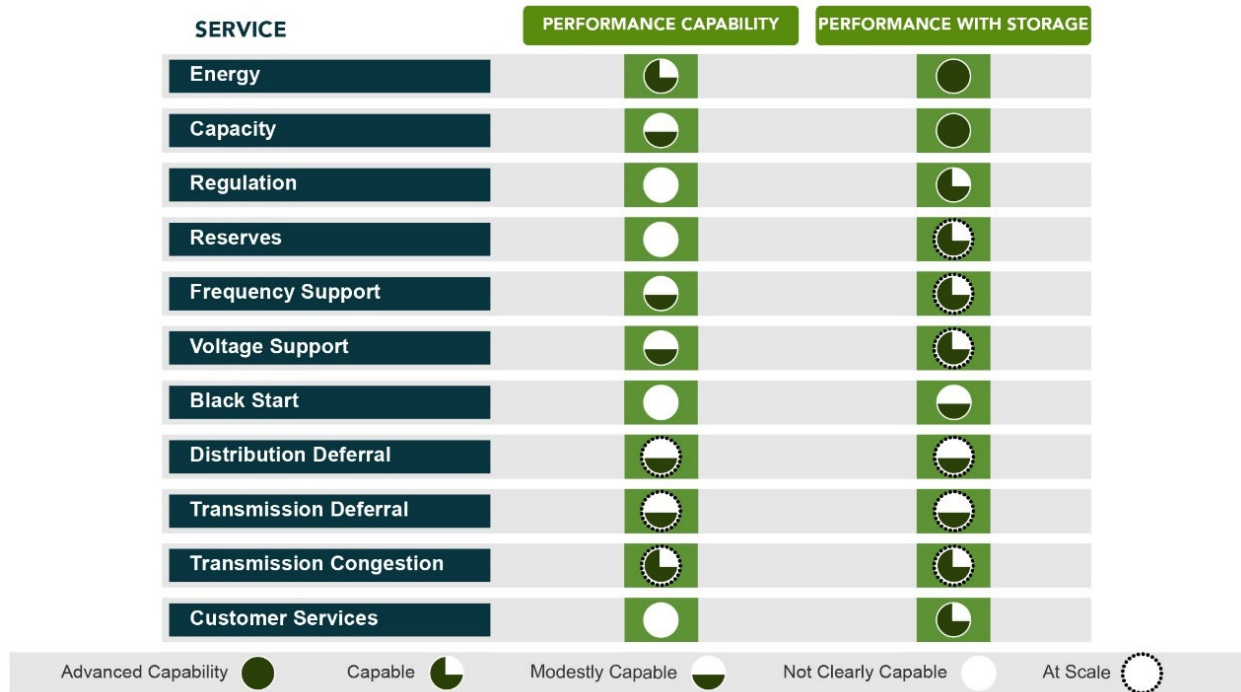 SERVICE PERFORMANCE CAPABILITY PERFORMANCE WITH STORAGE
Energy
Capacity
Regulation
Reserves
Frequency Support
Voltage Support
Black Start
Distribution Deferral
Transmission Deferral
Transmission Congestion
Customer Services
Advanced Capability Capable Modestly Capable Not Clearly Capable At Scale